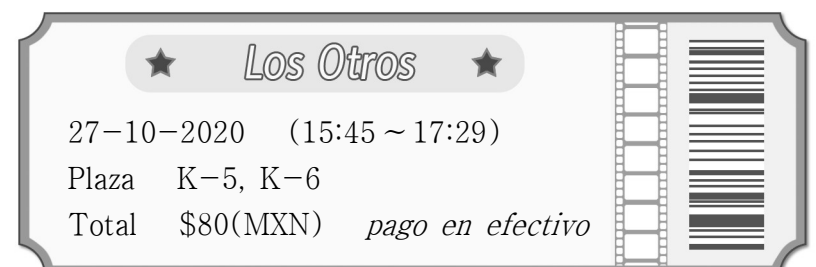 Los Otros
27-10-2020 (15:45 ~ 17:29)
Plaza K-5, K-6
Total $80(MXN) pago en efectivo